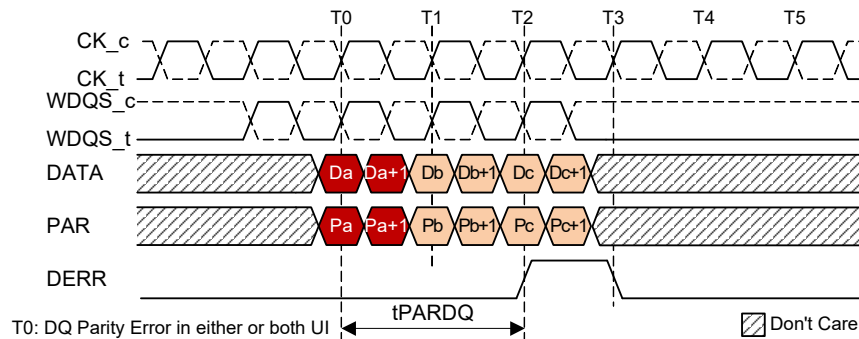 T0 T1 T2 T3 T4 T5
CK_c
CK_t
WDQS_c
WDQS_t
DATA Da Da+1 Db Db+1 Dc Dc+1
PAR Pa Pa+1 Pb Pb+1 Pc Pc+1
DERR
tPARDQ
T0: DQ Parity Error in either or both UI
Don't Care